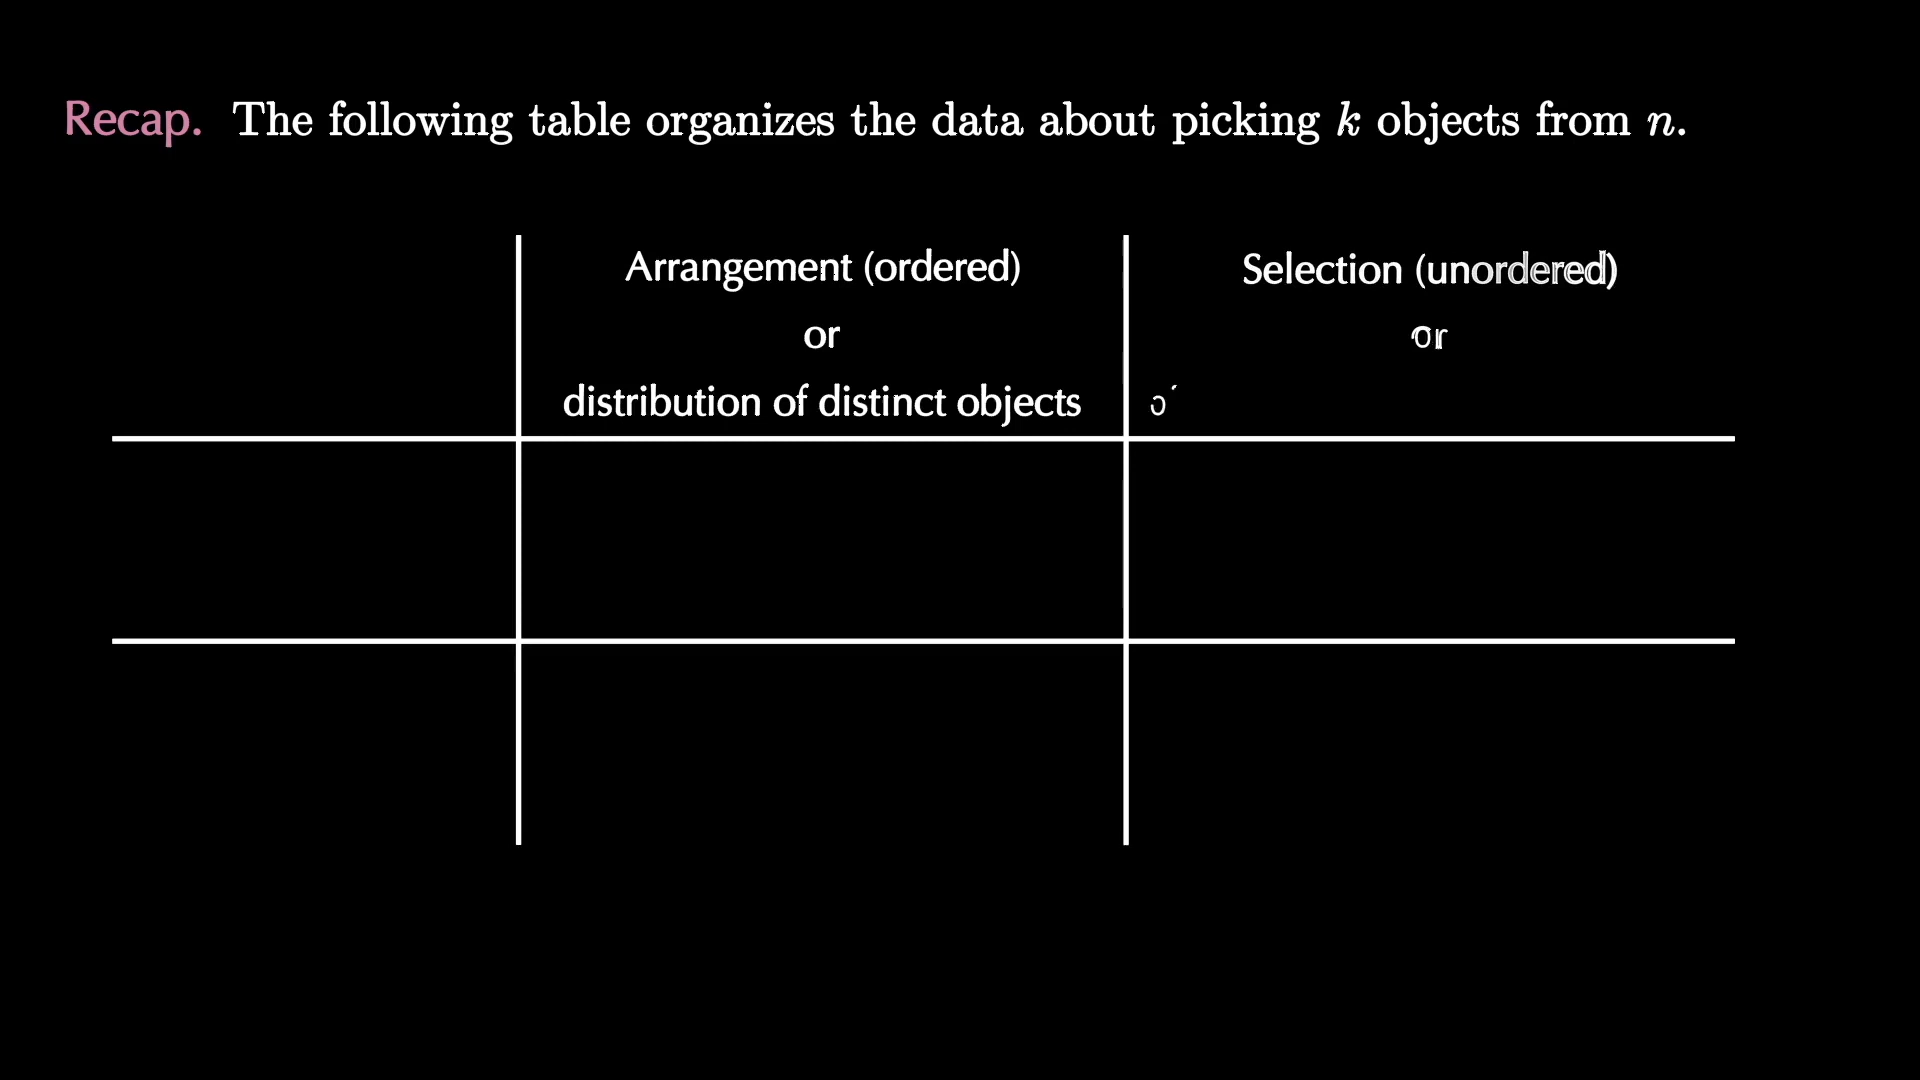 Recap. The following table organizes the data about picking k objects from n.
Arrangement (ordered)
or
distribution of distinct objects
Selection (unordered)
or